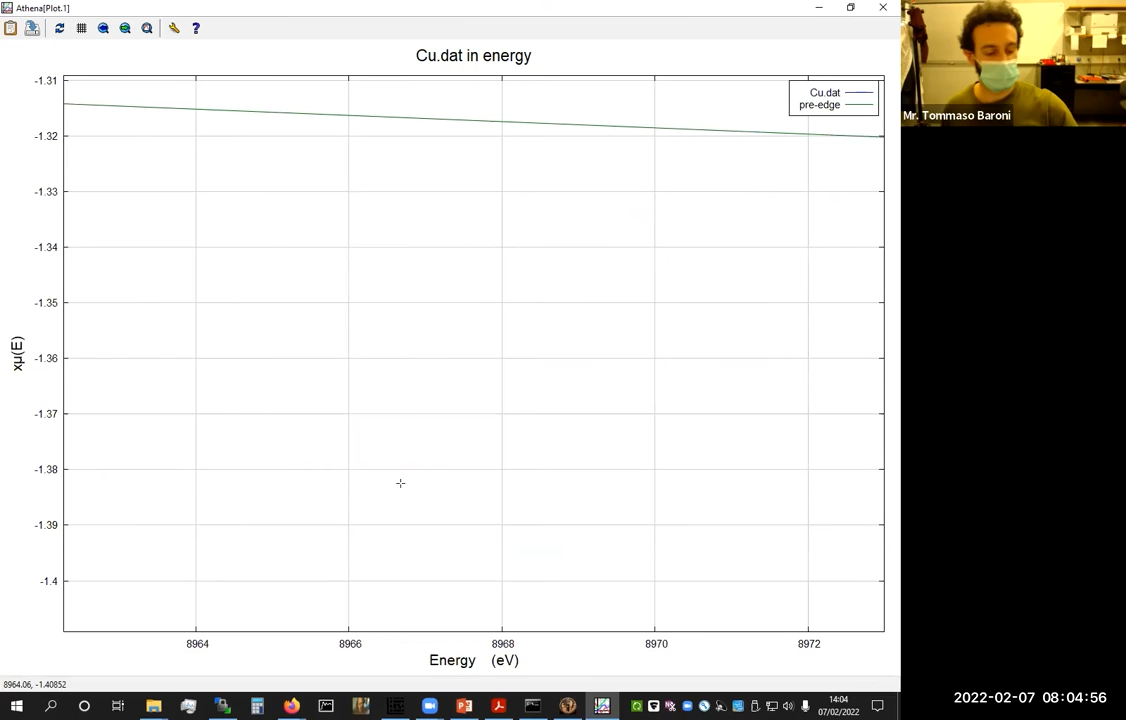 Athena[Plot.1]
Cu.dat in energy
Cu.dat
pre-edge
-1.31
-1.32
-1.33
-1.34
-1.35
-1.36
-1.37
-1.38
-1.39
-1.4
xμ(E)
8964
8966
8968
8970
8972
Energy (eV)
8964.06, -1.40852
14:04
07/02/2022
Mr. Tommaso Baroni
2022-02-07 08:04:56